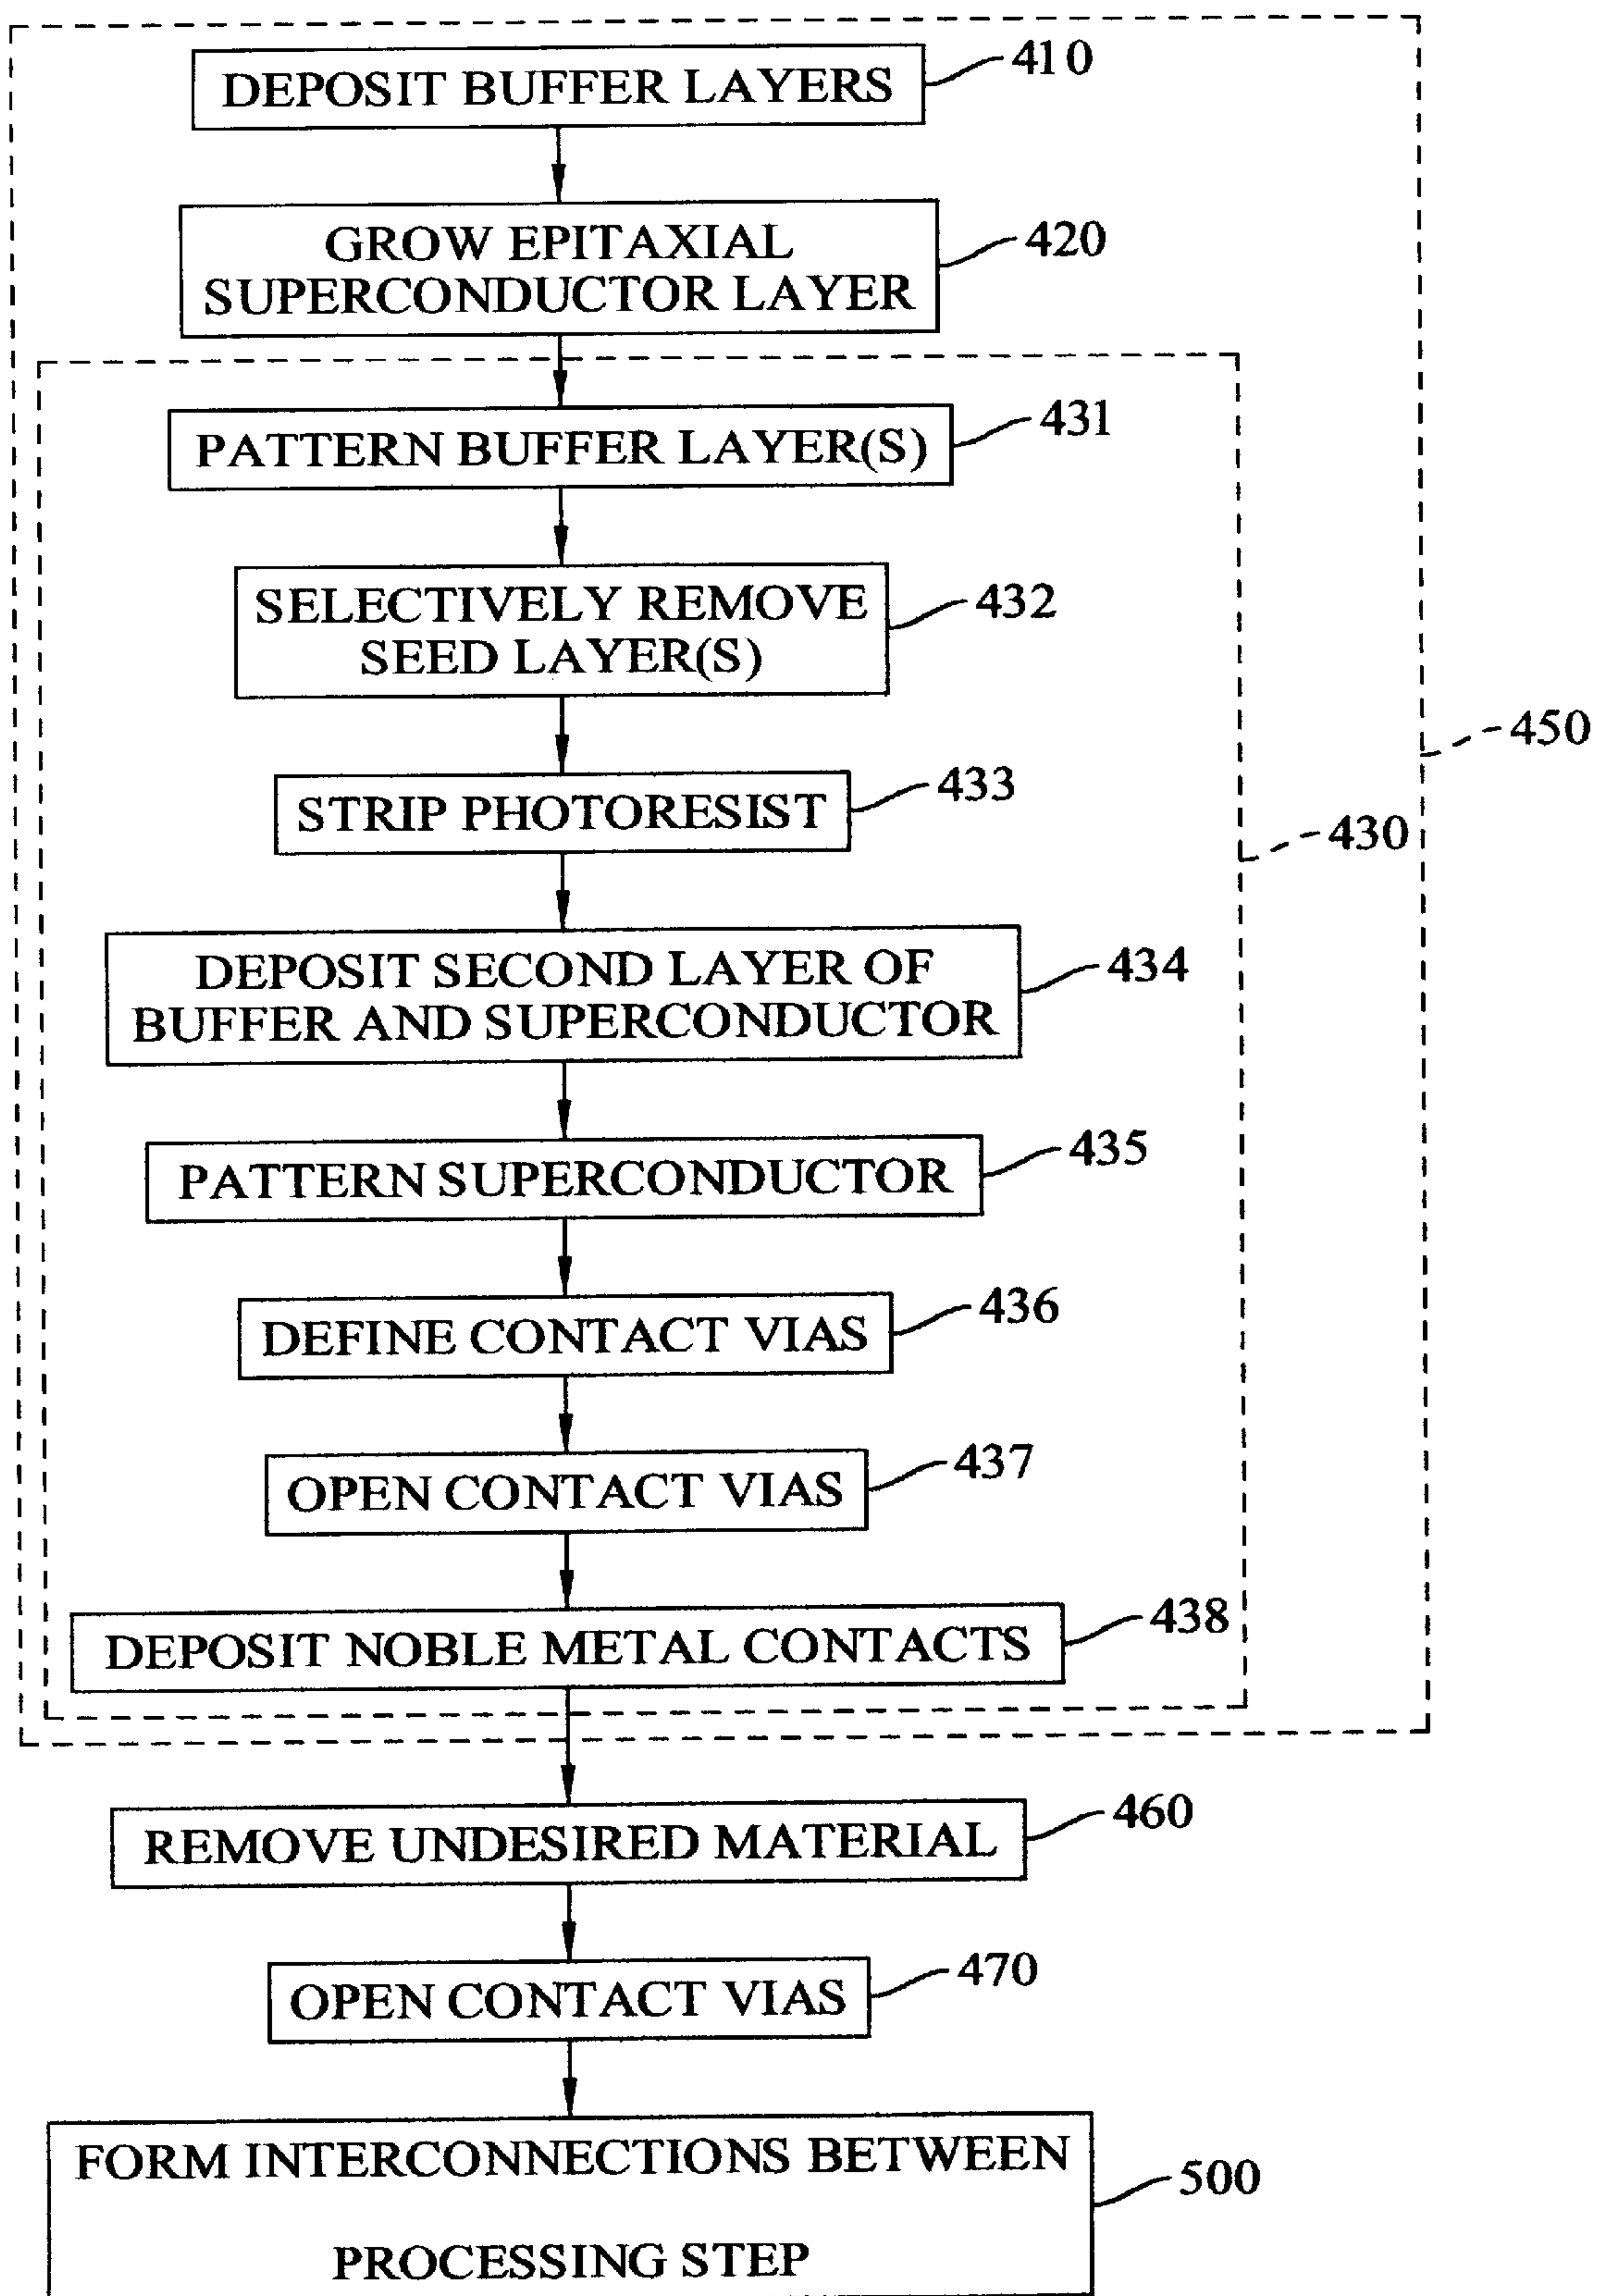 DEPOSIT BUFFER LAYERS
410
GROW EPITAXIAL
SUPERCONDUCTOR LAYER
420
PATTERN BUFFER LAYER(S)
431
SELECTIVELY REMOVE
SEED LAYER(S)
432
STRIP PHOTORESIST
433
450
430
DEPOSIT SECOND LAYER OF
BUFFER AND SUPERCONDUCTOR
434
PATTERN SUPERCONDUCTOR
435
DEFINE CONTACT VIAS
436
OPEN CONTACT VIAS
437
DEPOSIT NOBLE METAL CONTACTS
438
REMOVE UNDESIRED MATERIAL
460
OPEN CONTACT VIAS
470
FORM INTERCONNECTIONS BETWEEN
PROCESSING STEP
500